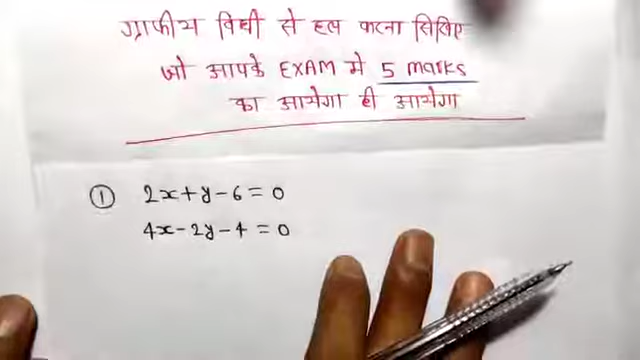 ग्राफीय विधी से हल करना सिखिए
जो आपके EXAM मे 5 marks
का आयेगा ही आयेगा
① 2x+y-6=0
4x-2y-4=0